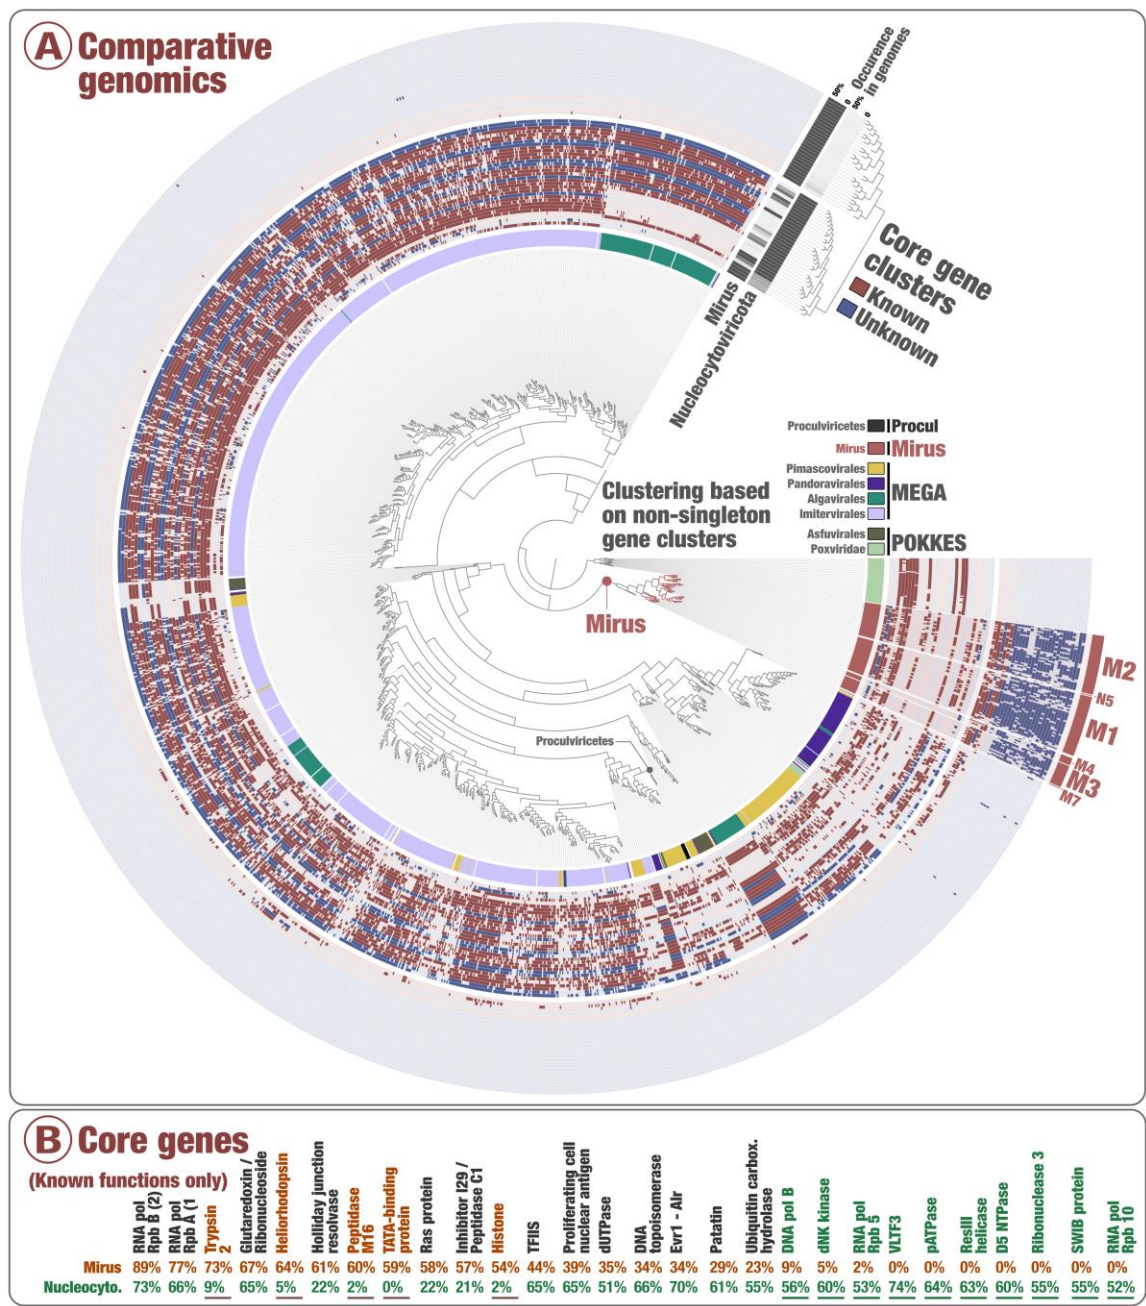 A Comparative
genomics
Occurence
in genomes
50%
0
50%
0
Core gene
clusters
Known
Unknown
Mirus
Nucleocytoviricota
Proculviricetes Procul
Mirus Mirus
Pimascovirales
Pandoravirales
Algavirales
Imitervirales
MEGA
Asfuvirales
Poxviridae
POKKES
Clustering based
on non-singleton
gene clusters
Mirus
Proculviricetes
M2
N5
M1
M4
M3
M7
B Core genes
(Known functions only)
RNA pol
Rpb B (2)
RNA pol
Rpb A (1
Trypsin
2
Glutaredoxin /
Ribonucleoside
Heliorhodopsin
Holliday junction
resolvase
Peptidase
M16
TATA-binding
protein
Ras protein
Inhibitor I29 /
Peptidase C1
Histone
TFIIS
Proliferating cell
nuclear antigen
dUTPase
DNA
topoisomerase
Evr1 - Alr
Patatin
Ubiquitin carbox.
hydrolase
DNA pol B
dNK kinase
RNA pol
Rpb 5
VLTF3
pATPase
ResIII
helicase
D5 NTPase
Ribonuclease 3
SWIB protein
RNA pol
Rpb 10
Mirus 89% 77% 73% 67% 64% 61% 60% 59% 58% 57% 54% 44% 39% 35% 34% 34% 29% 23% 9% 5% 2% 0% 0% 0% 0% 0% 0% 0%
Nucleocyto. 73% 66% 9% 65% 5% 22% 2% 0% 22% 21% 2% 65% 65% 51% 66% 70% 61% 55% 56% 60% 53% 74% 64% 63% 60% 55% 55% 52%